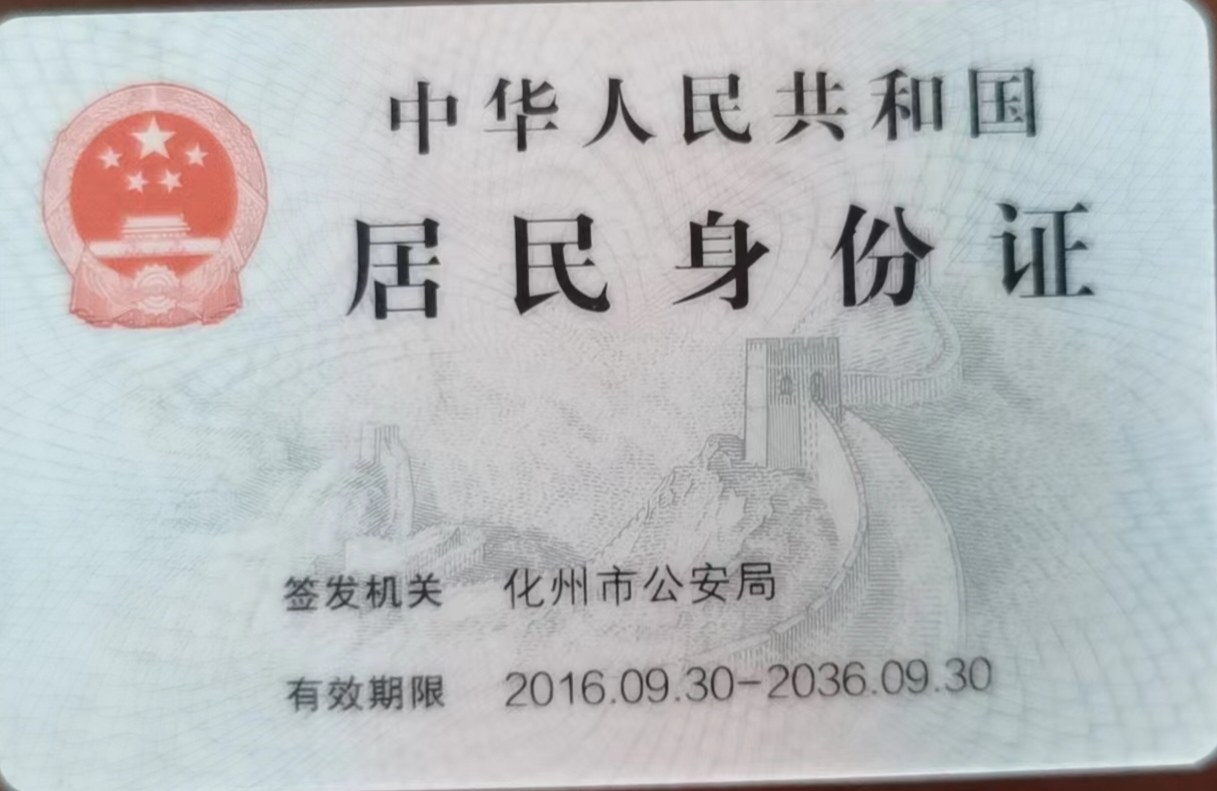 中华人民共和国
居民身份证
签发机关 化州市公安局
有效期限 2016.09.30-2036.09.30